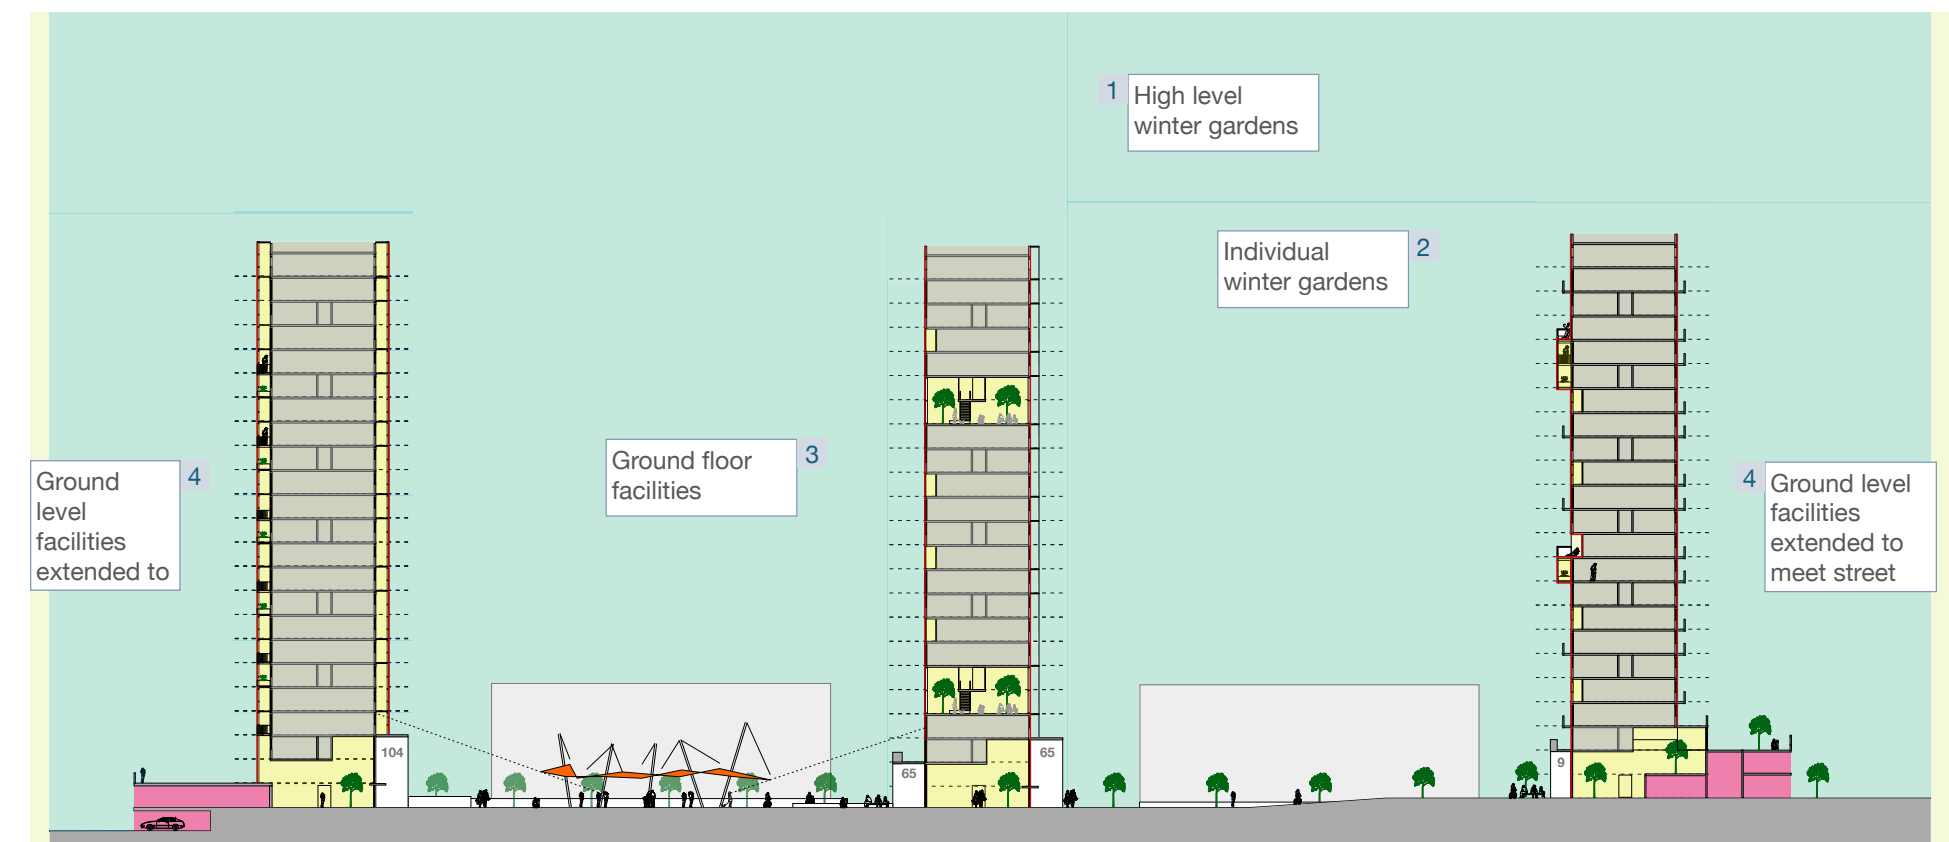 1
High level
winter gardens
Individual
winter gardens
2
Ground floor
facilities
3
Ground
level
facilities
extended to
4
4
Ground level
facilities
extended to
meet street
104
65
65
9